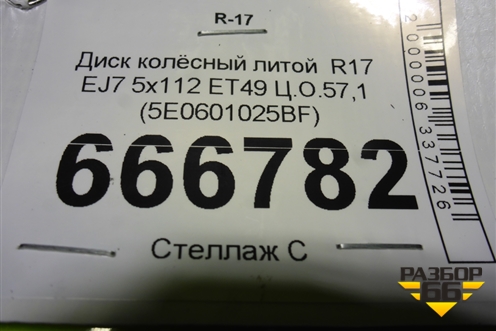 R-17
Диск колёсный литой R17
EJ7 5x112 ET49 Ц.О.57,1
(5E0601025BF)
666782
Стеллаж С
2000006337726
РАЗБОР
66